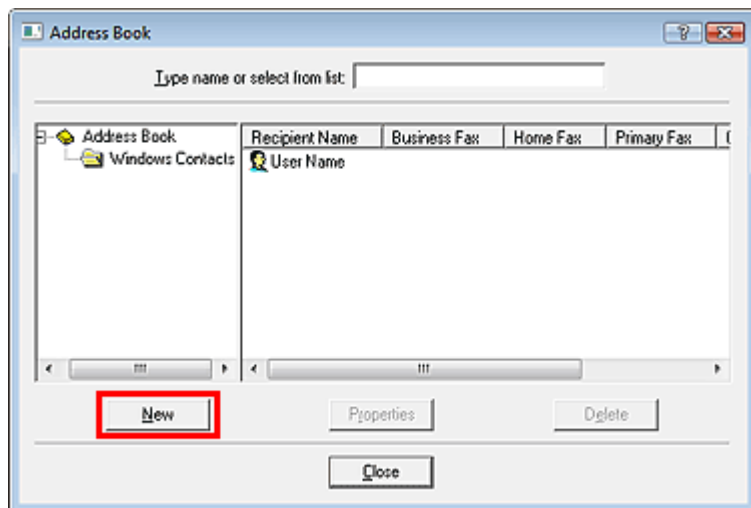 Address Book
Type name or select from list:
Address Book
Windows Contacts
Recipient Name Business Fax Home Fax Primary Fax
User Name
New Properties Delete
Close